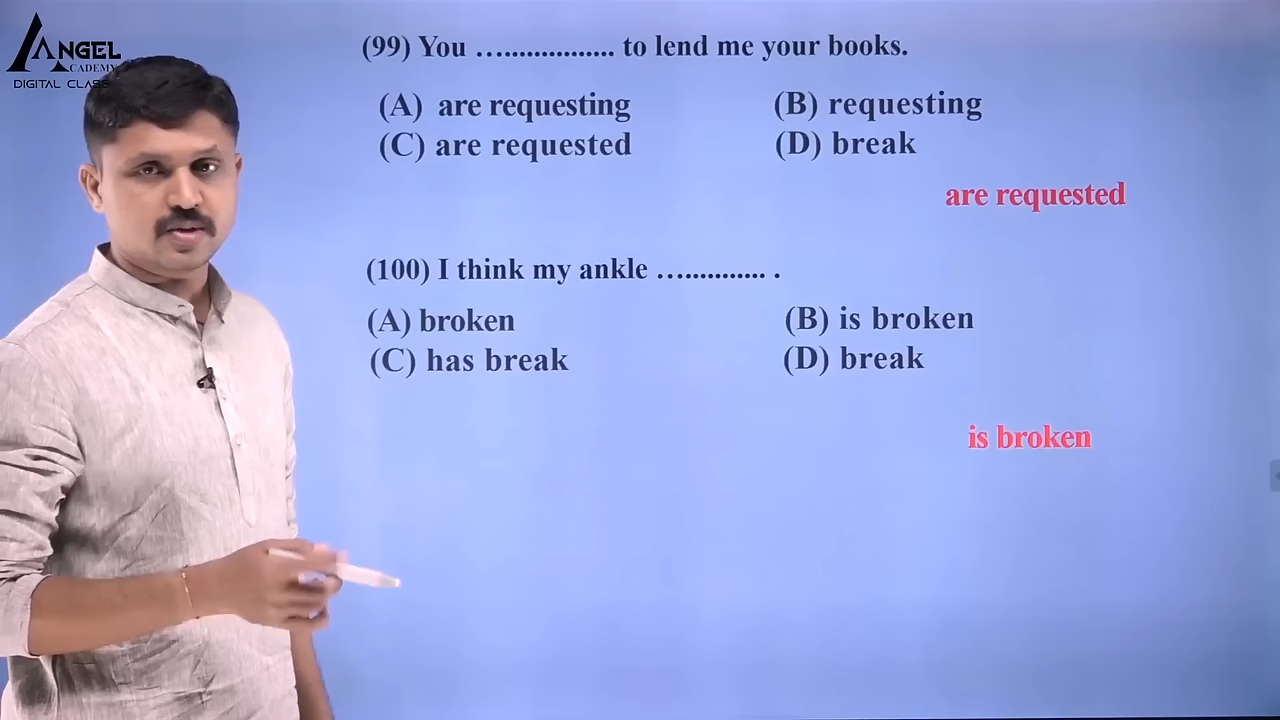 ANGEL
ACADEMY
DIGITAL CLASS
(99) You …................ to lend me your books.
(A) are requesting (B) requesting
(C) are requested (D) break
are requested
(100) I think my ankle …............ .
(A) broken (B) is broken
(C) has break (D) break
is broken